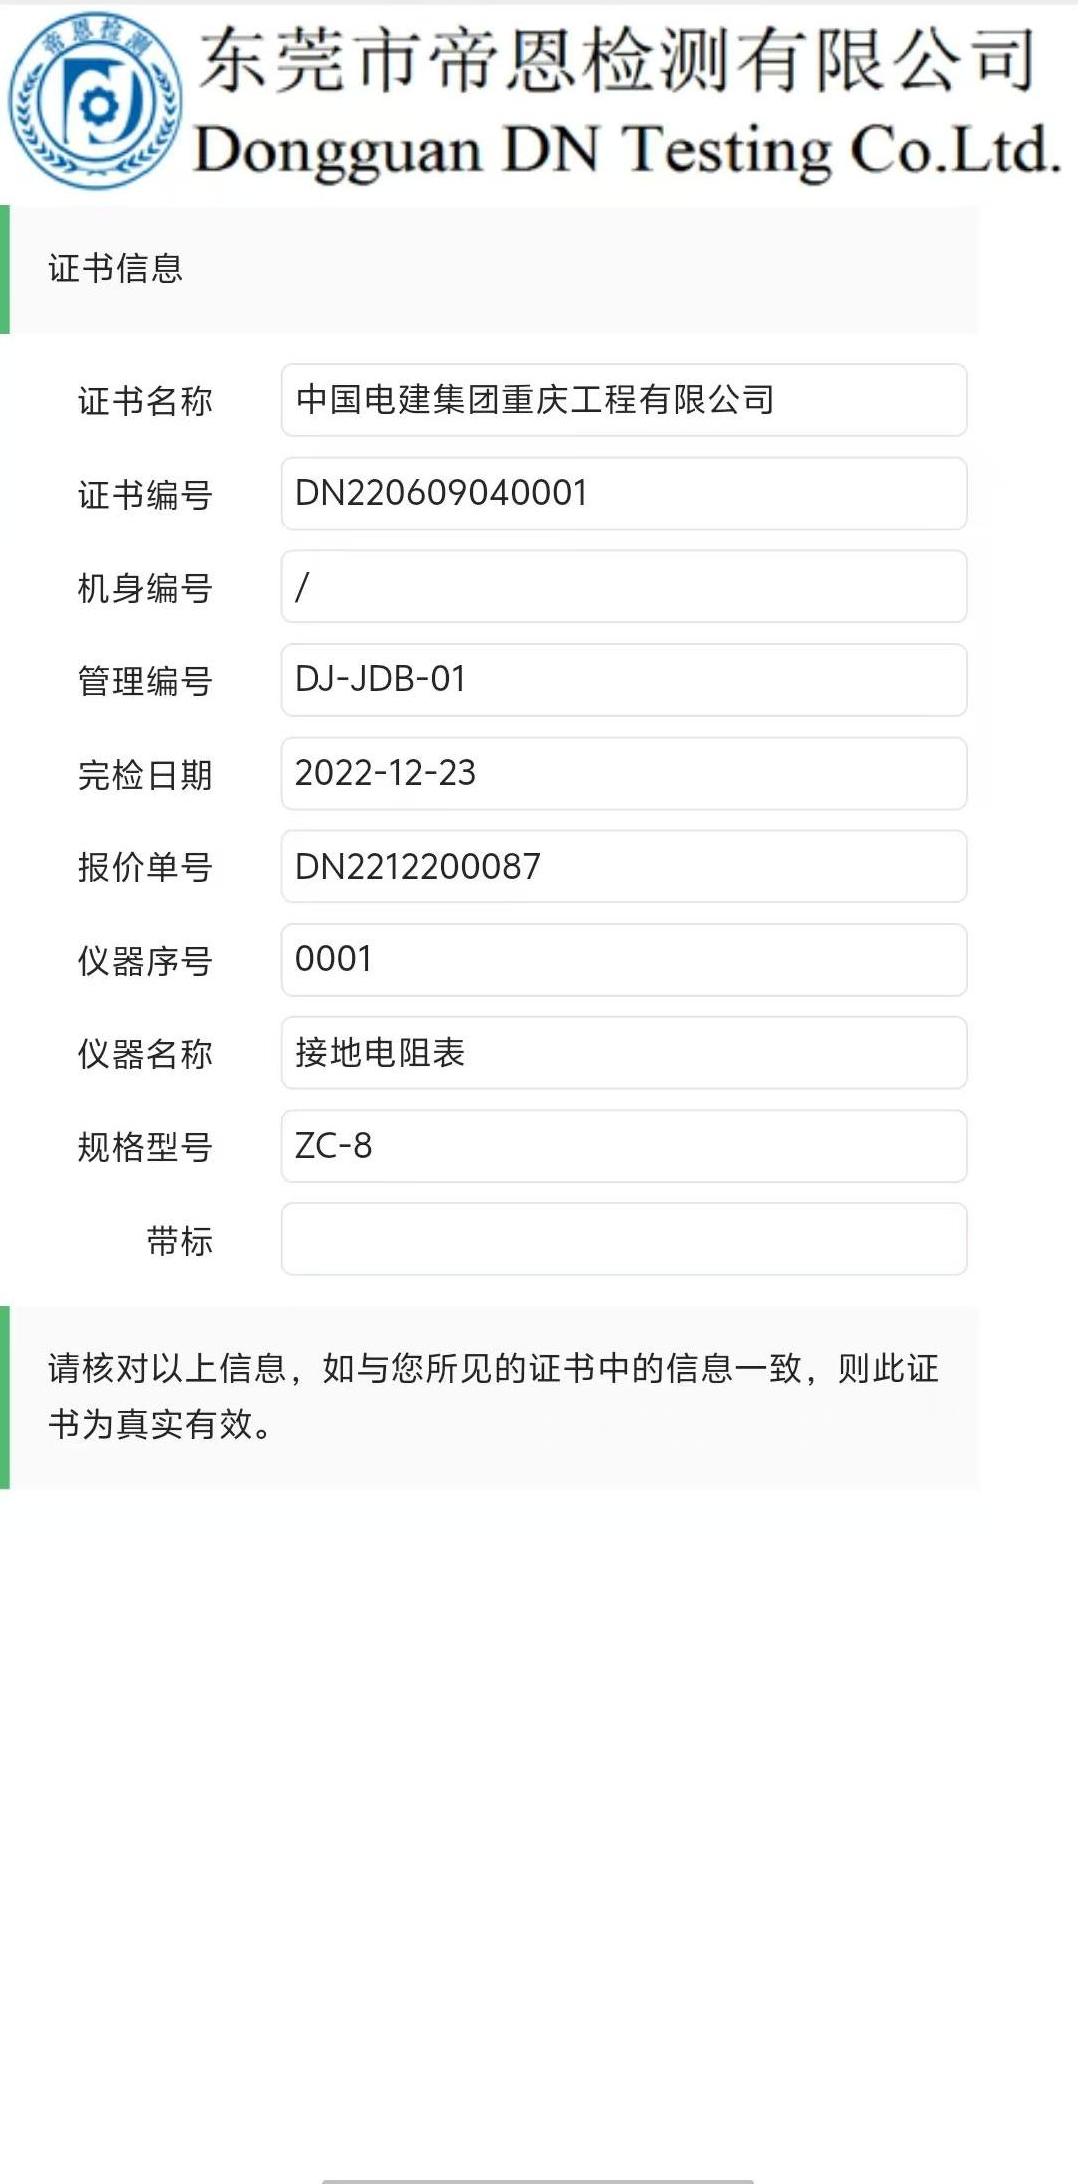 帝恩检测
东莞市帝恩检测有限公司
Dongguan DN Testing Co.Ltd.
证书信息
证书名称 中国电建集团重庆工程有限公司
证书编号 DN220609040001
机身编号 /
管理编号 DJ-JDB-01
完检日期 2022-12-23
报价单号 DN2212200087
仪器序号 0001
仪器名称 接地电阻表
规格型号 ZC-8
带标
请核对以上信息，如与您所见的证书中的信息一致，则此证
书为真实有效。